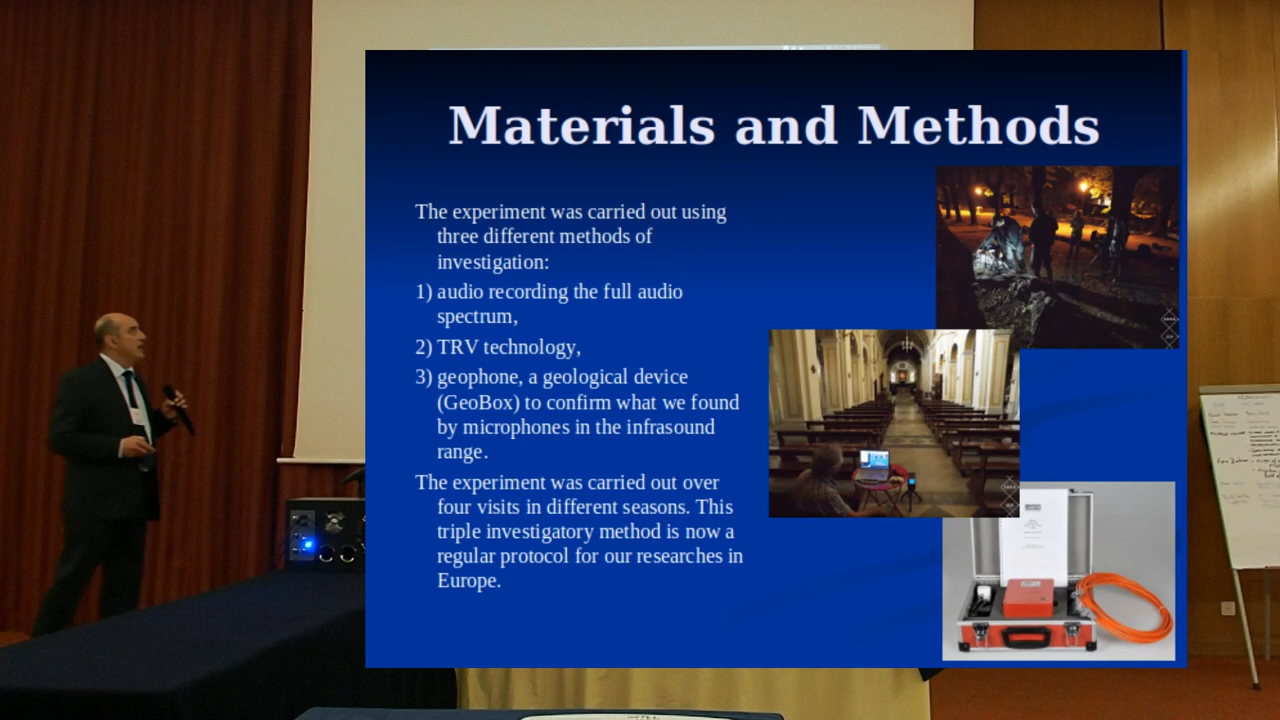 Materials and Methods
The experiment was carried out using
three different methods of
investigation:
1) audio recording the full audio
spectrum,
2) TRV technology,
3) geophone, a geological device
(GeoBox) to confirm what we found
by microphones in the infrasound
range.
The experiment was carried out over
four visits in different seasons. This
triple investigatory method is now a
regular protocol for our researches in
Europe.